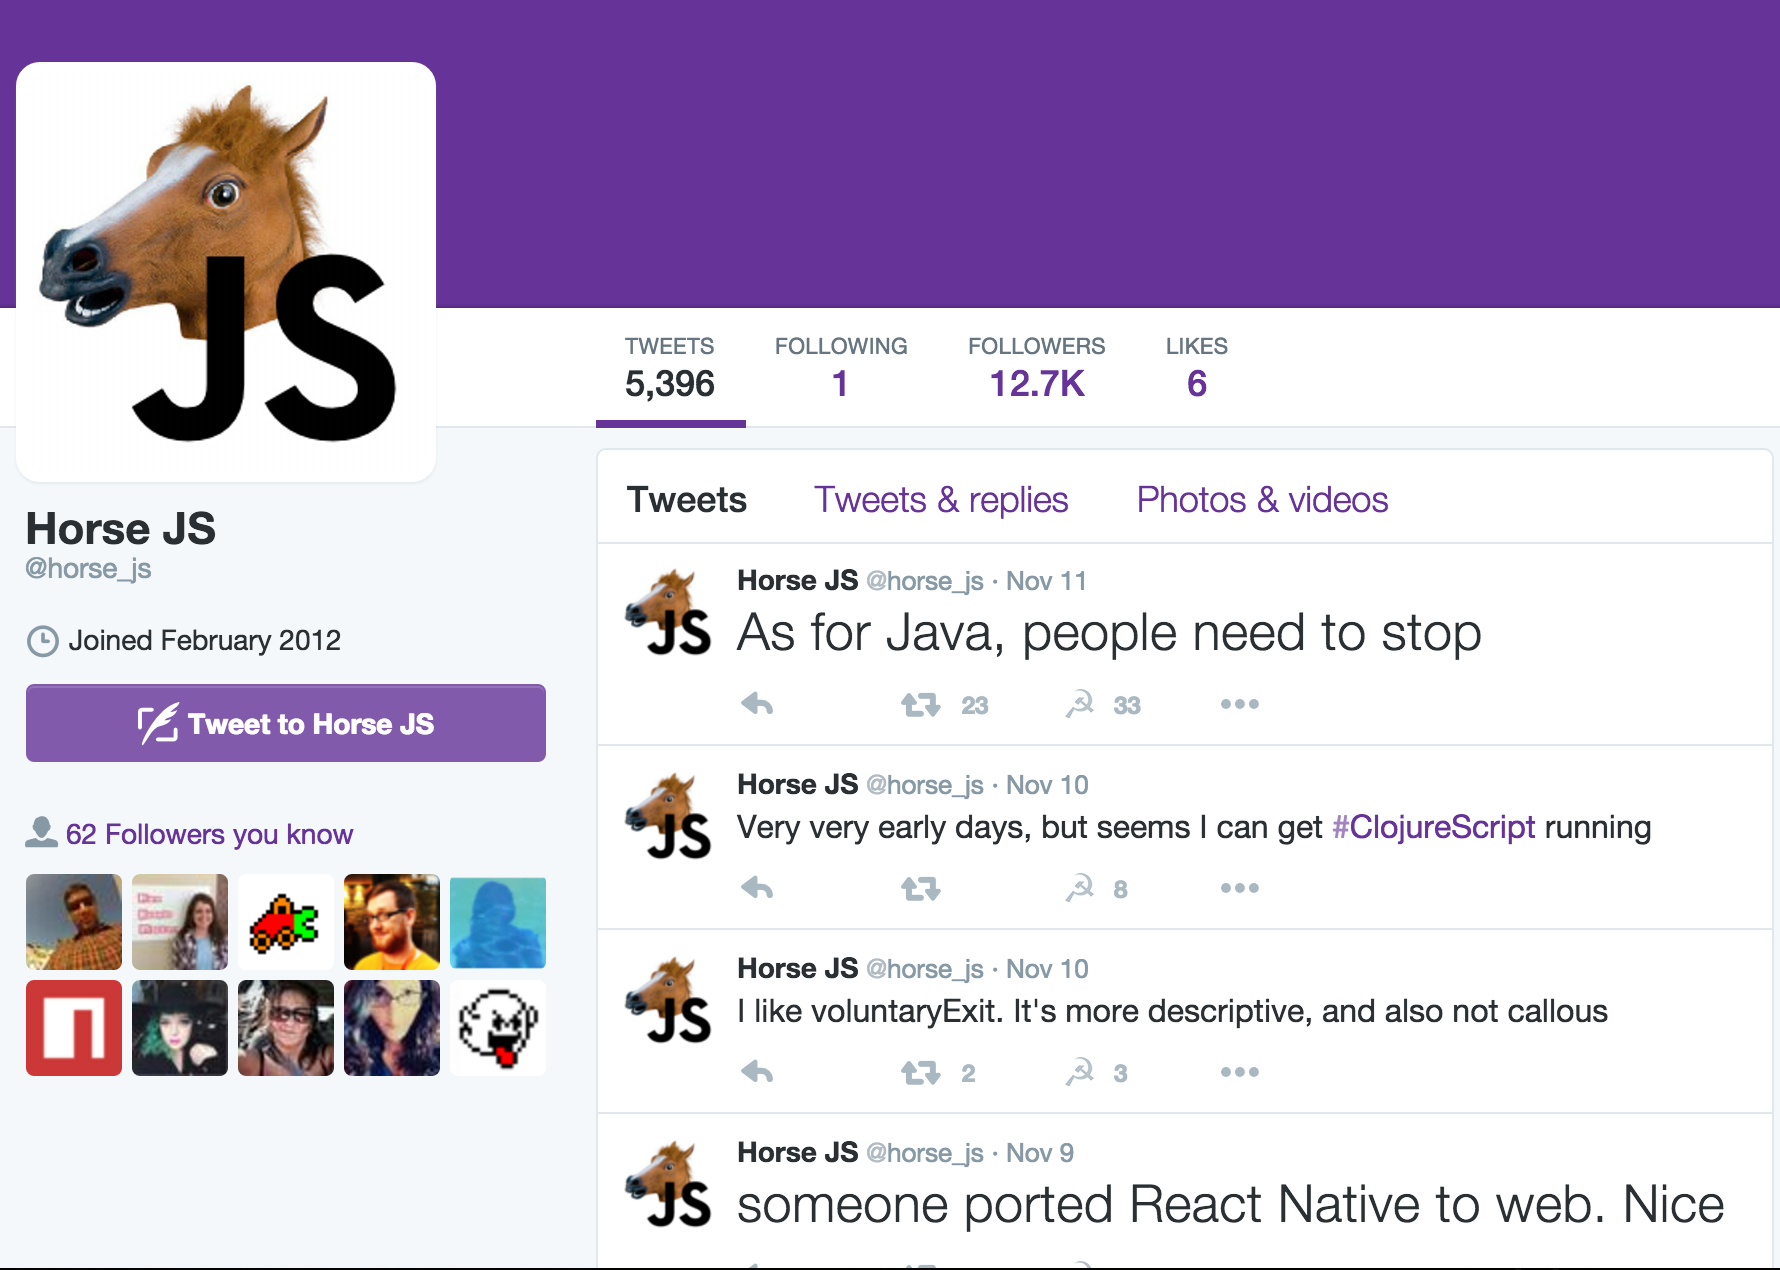 JS
TWEETS
5,396
FOLLOWING
1
FOLLOWERS
12.7K
LIKES
6
Horse JS
@horse_js
Joined February 2012
Tweet to Horse JS
62 Followers you know
Tweets Tweets & replies Photos & videos
JS
Horse JS @horse_js · Nov 11
As for Java, people need to stop
23 33
JS
Horse JS @horse_js · Nov 10
Very very early days, but seems I can get #ClojureScript running
8
JS
Horse JS @horse_js · Nov 10
I like voluntaryExit. It's more descriptive, and also not callous
2 3
JS
Horse JS @horse_js · Nov 9
someone ported React Native to web. Nice